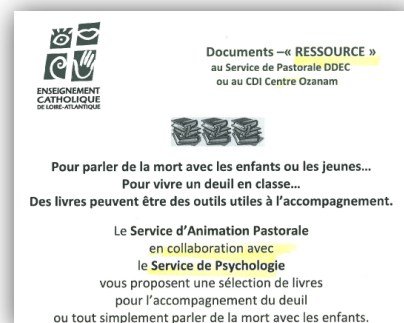 ENSEIGNEMENT
CATHOLIQUE
DE LOIRE-ATLANTIQUE
Documents –« RESSOURCE »
au Service de Pastorale DDEC
ou au CDI Centre Ozanam
Pour parler de la mort avec les enfants ou les jeunes...
Pour vivre un deuil en classe...
Des livres peuvent être des outils utiles à l'accompagnement.
Le Service d'Animation Pastorale
en collaboration avec
le Service de Psychologie
vous proposent une sélection de livres
pour l'accompagnement du deuil
ou tout simplement parler de la mort avec les enfants.